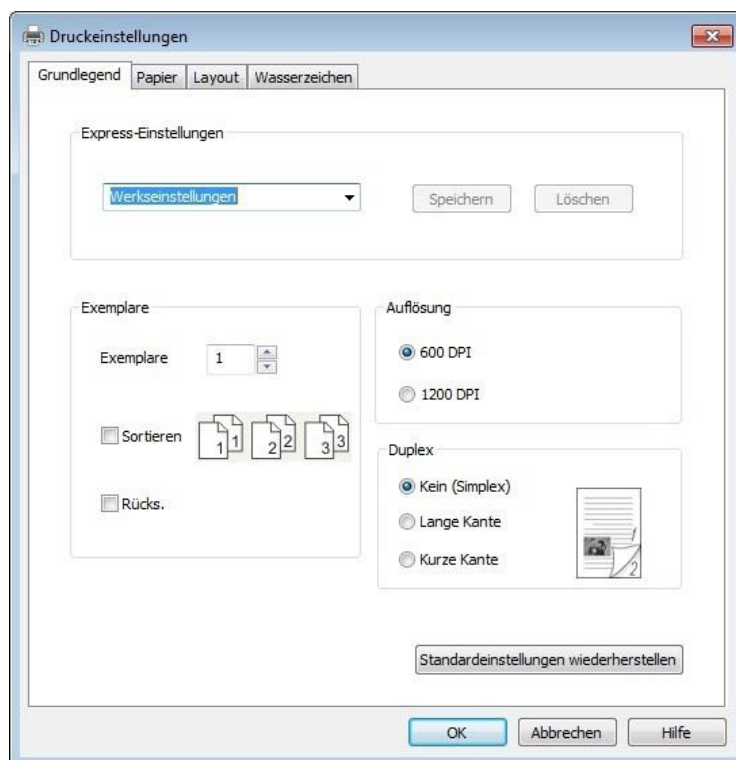 Druckeinstellungen
Grundlegend Papier Layout Wasserzeichen
Express-Einstellungen
Werkseinstellungen Speichern Löschen
Exemplare
Exemplare 1
Sortieren 1 1 2 2 3 3
Rücks.
Auflösung
600 DPI
1200 DPI
Duplex
Kein (Simplex)
Lange Kante
Kurze Kante
1
2
Standardeinstellungen wiederherstellen
OK Abbrechen Hilfe